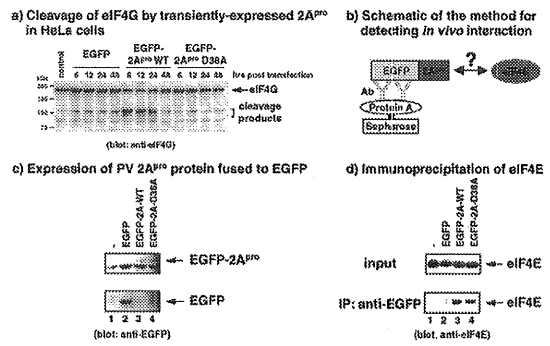 a) Cleavage of eIF4G by transiently-expressed 2Apro
in HeLa cells
EGFP
EGFP-
2Apro WT
EGFP-
2Apro D38A
control
6 12 24 48 6 12 24 48 6 12 24 48 hrs post transfection
kDa
eIF4G
cleavage
products
(blot: anti-eIF4G)
b) Schematic of the method for
detecting in vivo interaction
EGFP
?
Ab
Protein A
Sepharose
c) Expression of PV 2Apro protein fused to EGFP
-
EGFP
EGFP-2A-WT
EGFP-2A-D38A
EGFP-2Apro
EGFP
1 2 3 4
(blot: anti-EGFP)
d) Immunoprecipitation of eIF4E
-
EGFP
EGFP-2A-WT
EGFP-2A-D38A
input
eIF4E
IP: anti-EGFP
eIF4E
1 2 3 4
(blot, anti-eIF4E)